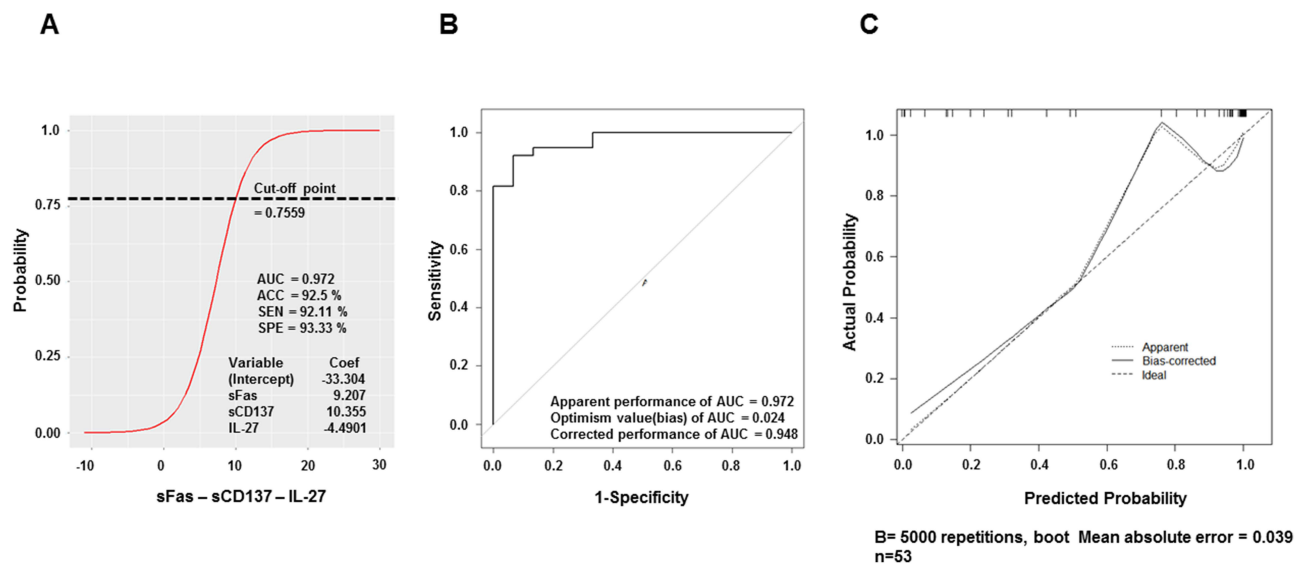 A
B
C
1.0
0.75
0.50
0.25
0.00
Probability
-10
0
10
20
30
sFas – sCD137 – IL-27
Cut-off point
= 0.7559
AUC = 0.972
ACC = 92.5 %
SEN = 92.11 %
SPE = 93.33 %
Variable Coef
(Intercept) -33.304
sFas 9.207
sCD137 10.355
IL-27 -4.4901
1.0
0.8
0.6
0.4
0.2
0.0
Sensitivity
0.0
0.2
0.4
0.6
0.8
1.0
1-Specificity
Apparent performance of AUC = 0.972
Optimism value(bias) of AUC = 0.024
Corrected performance of AUC = 0.948
1.0
0.8
0.6
0.4
0.2
0.0
Actual Probability
0.0
0.2
0.4
0.6
0.8
1.0
Predicted Probability
Apparent
Bias-corrected
Ideal
B= 5000 repetitions, boot Mean absolute error = 0.039
n=53